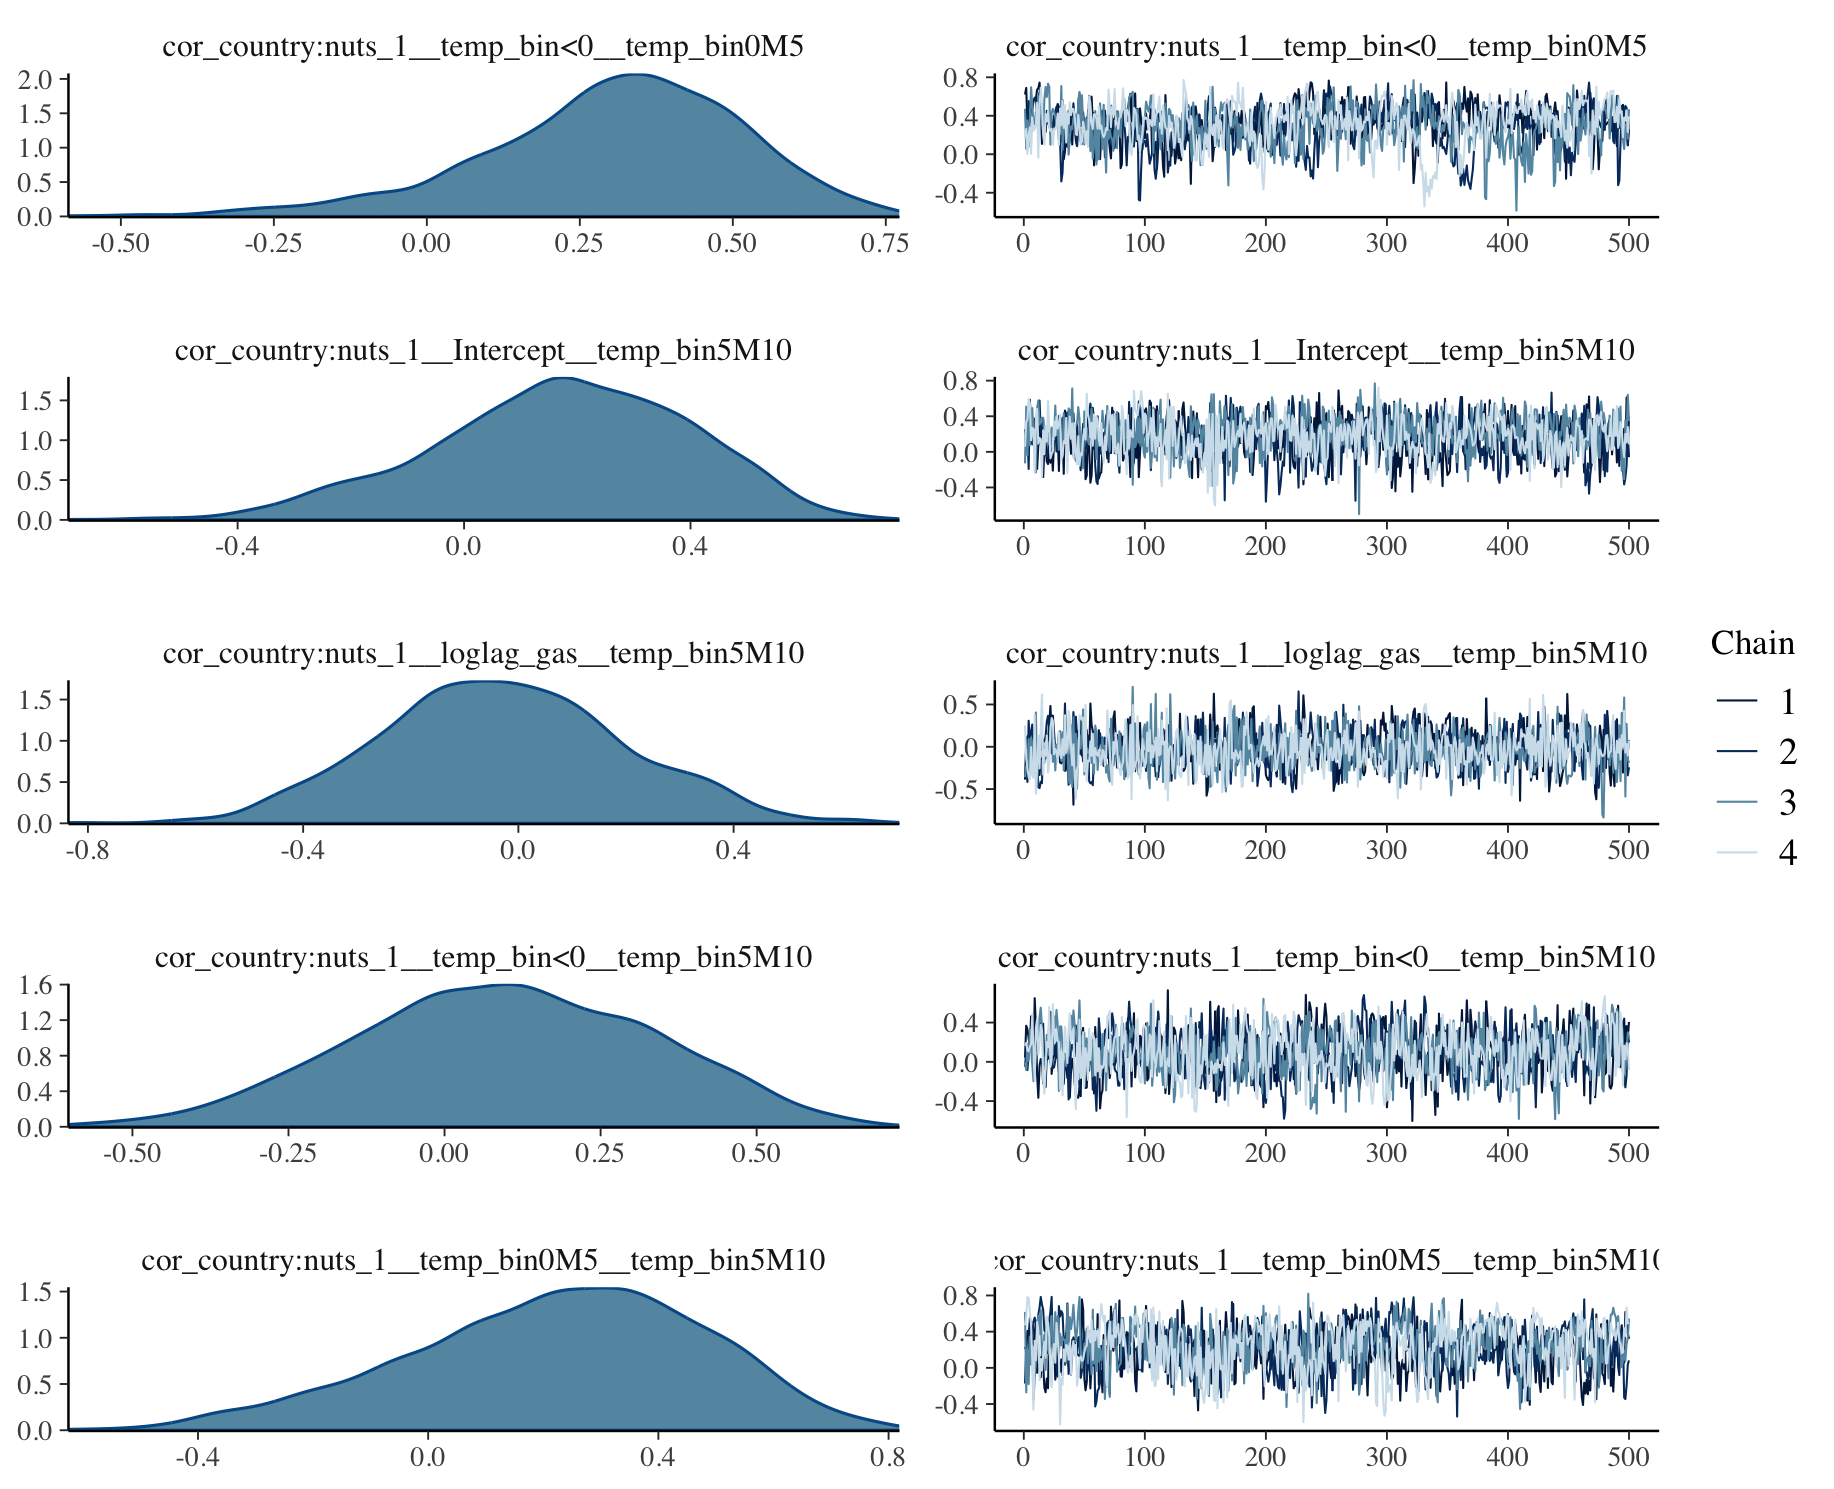 cor_country:nuts_1__temp_bin<0__temp_bin0M5
2.0
1.5
1.0
0.5
0.0
-0.50 -0.25 0.00 0.25 0.50 0.75
cor_country:nuts_1__temp_bin<0__temp_bin0M5
0.8
0.4
0.0
-0.4
0 100 200 300 400 500
cor_country:nuts_1__Intercept__temp_bin5M10
1.5
1.0
0.5
0.0
-0.4 0.0 0.4
cor_country:nuts_1__Intercept__temp_bin5M10
0.8
0.4
0.0
-0.4
0 100 200 300 400 500
cor_country:nuts_1__loglag_gas__temp_bin5M10
1.5
1.0
0.5
0.0
-0.8 -0.4 0.0 0.4
cor_country:nuts_1__loglag_gas__temp_bin5M10
0.5
0.0
-0.5
0 100 200 300 400 500
cor_country:nuts_1__temp_bin<0__temp_bin5M10
1.6
1.2
0.8
0.4
0.0
-0.50 -0.25 0.00 0.25 0.50
cor_country:nuts_1__temp_bin<0__temp_bin5M10
0.4
0.0
-0.4
0 100 200 300 400 500
cor_country:nuts_1__temp_bin0M5__temp_bin5M10
1.5
1.0
0.5
0.0
-0.4 0.0 0.4 0.8
cor_country:nuts_1__temp_bin0M5__temp_bin5M10
0.8
0.4
0.0
-0.4
0 100 200 300 400 500
Chain
1
2
3
4